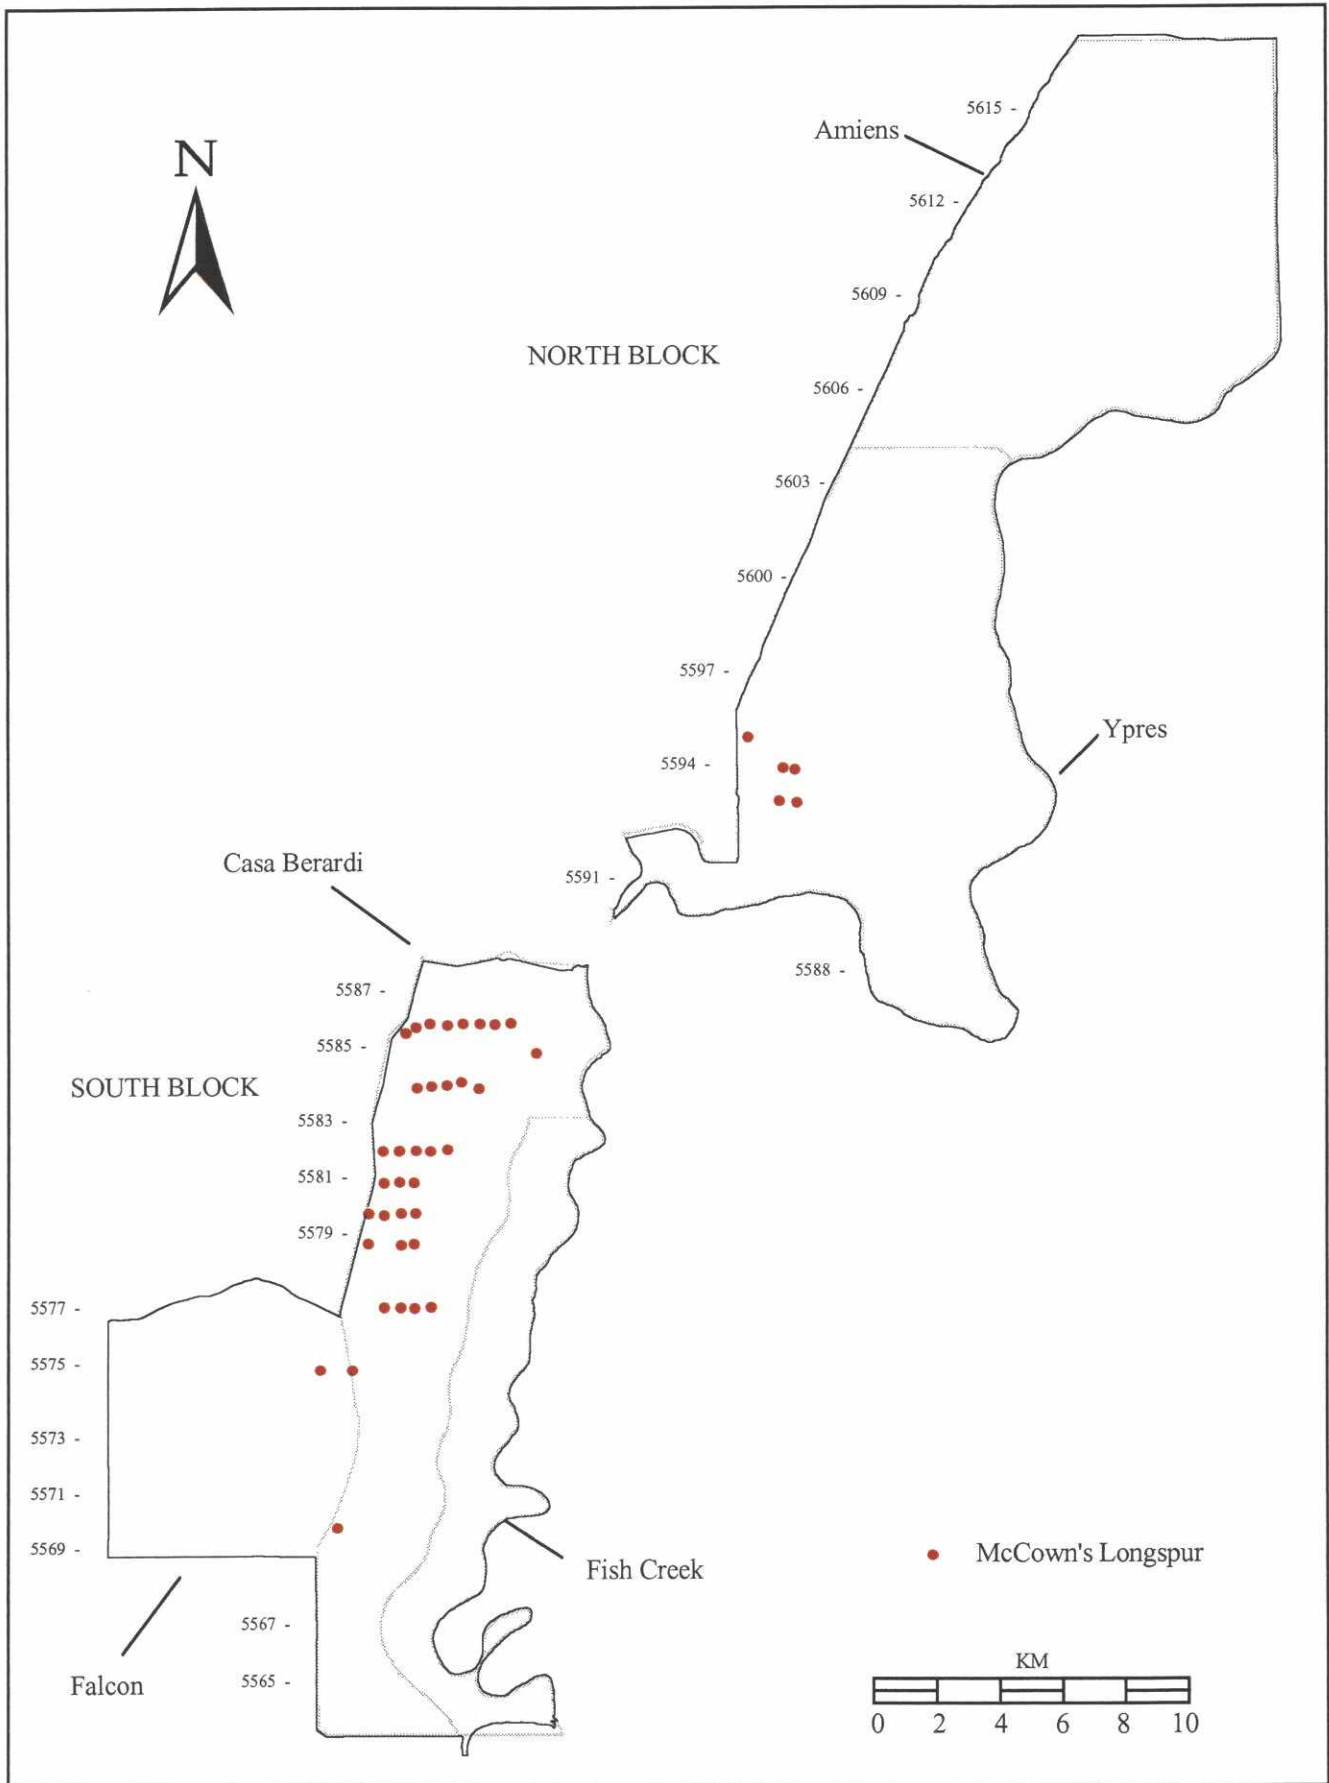 5615 -
Amiens
N
5612 -
5609 -
NORTH BLOCK
5606 -
5603 -
5600 -
5597 -
Ypres
5594 -
Casa Berardi
5591 -
5588 -
5587 -
5585 -
SOUTH BLOCK
5583 -
5581 -
5579 -
5577 -
5575 -
5573 -
5571 -
5569 -
McCown's Longspur
Fish Creek
5567 -
Falcon
5565 -
KM
0 2 4 6 8 10